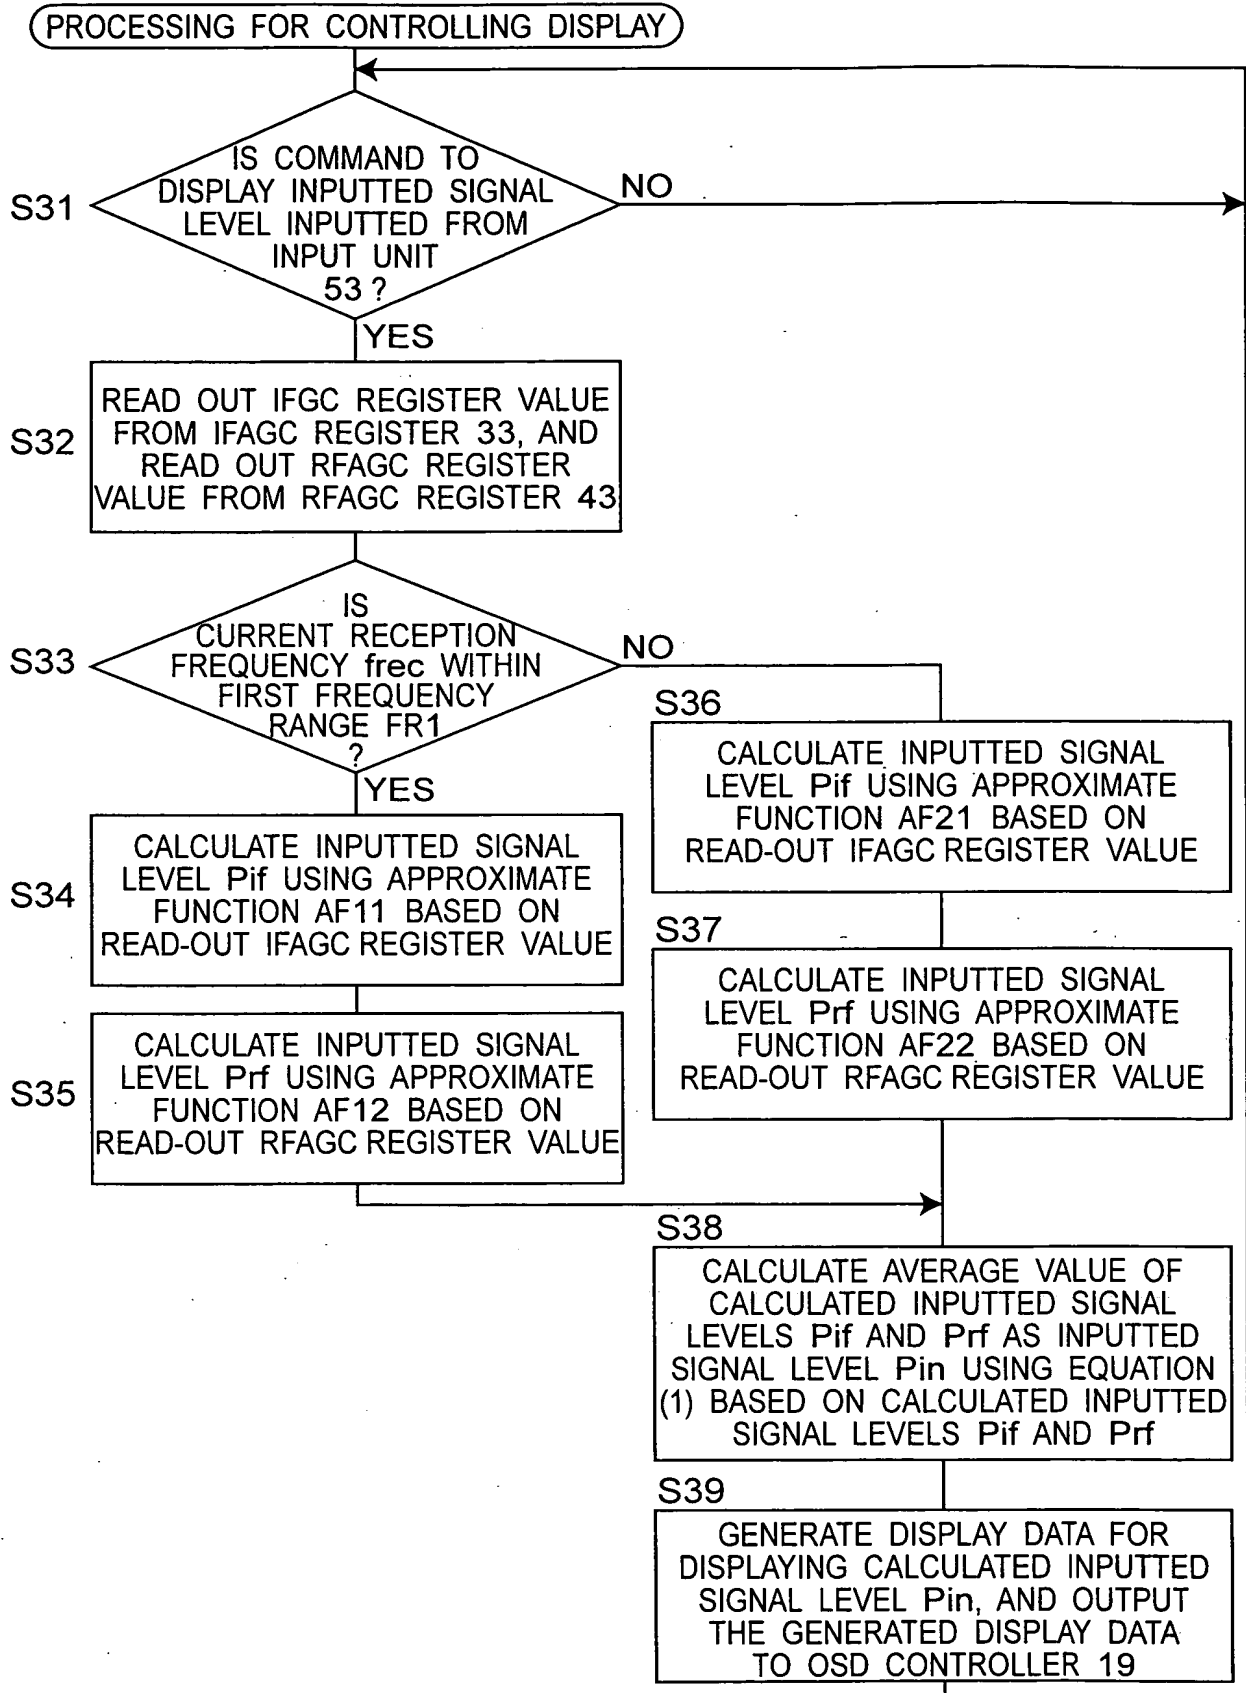 PROCESSING FOR CONTROLLING DISPLAY
S31
IS COMMAND TO
DISPLAY INPUTTED SIGNAL
LEVEL INPUTTED FROM
INPUT UNIT
53 ?
NO
YES
S32
READ OUT IFGC REGISTER VALUE
FROM IFAGC REGISTER 33, AND
READ OUT RFAGC REGISTER
VALUE FROM RFAGC REGISTER 43
S33
IS
CURRENT RECEPTION
FREQUENCY frec WITHIN
FIRST FREQUENCY
RANGE FR1
?
NO
YES
S34
CALCULATE INPUTTED SIGNAL
LEVEL Pif USING APPROXIMATE
FUNCTION AF11 BASED ON
READ-OUT IFAGC REGISTER VALUE
S35
CALCULATE INPUTTED SIGNAL
LEVEL Prf USING APPROXIMATE
FUNCTION AF12 BASED ON
READ-OUT RFAGC REGISTER VALUE
S36
CALCULATE INPUTTED SIGNAL
LEVEL Pif USING APPROXIMATE
FUNCTION AF21 BASED ON
READ-OUT IFAGC REGISTER VALUE
S37
CALCULATE INPUTTED SIGNAL
LEVEL Prf USING APPROXIMATE
FUNCTION AF22 BASED ON
READ-OUT RFAGC REGISTER VALUE
S38
CALCULATE AVERAGE VALUE OF
CALCULATED INPUTTED SIGNAL
LEVELS Pif AND Prf AS INPUTTED
SIGNAL LEVEL Pin USING EQUATION
(1) BASED ON CALCULATED INPUTTED
SIGNAL LEVELS Pif AND Prf
S39
GENERATE DISPLAY DATA FOR
DISPLAYING CALCULATED INPUTTED
SIGNAL LEVEL Pin, AND OUTPUT
THE GENERATED DISPLAY DATA
TO OSD CONTROLLER 19